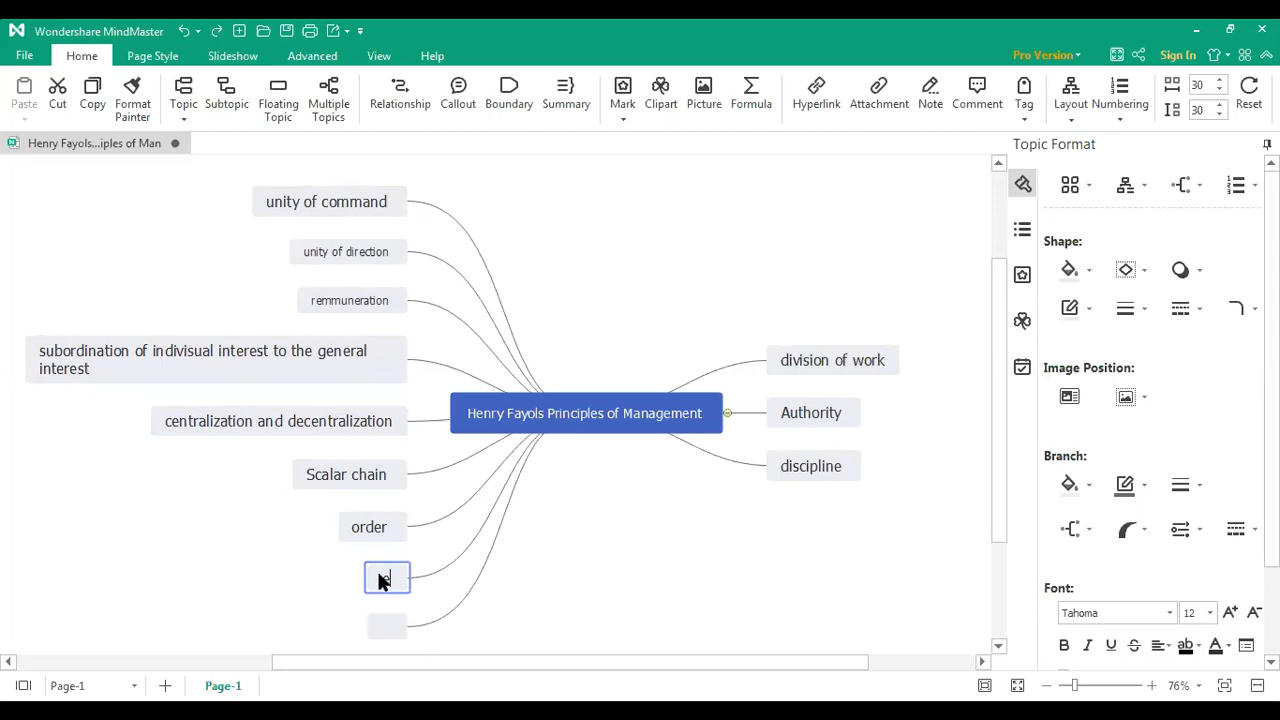 Wondershare MindMaster
File Home Page Style Slideshow Advanced View Help Pro Version Sign In
Paste Cut Copy Format Painter Topic Subtopic Floating Topic Multiple Topics Relationship Callout Boundary Summary Mark Clipart Picture Formula Hyperlink Attachment Note Comment Tag Layout Numbering 30 30 Reset
Henry Fayols...iples of Man
Topic Format
unity of command
unity of direction
remmuneration
subordination of indivisual interest to the general
interest
centralization and decentralization
Scalar chain
order
Henry Fayols Principles of Management
division of work
Authority
discipline
Shape:
Image Position:
Branch:
Font:
Tahoma 12 A+ A-
B I U S ab A
Page-1 Page-1 76%